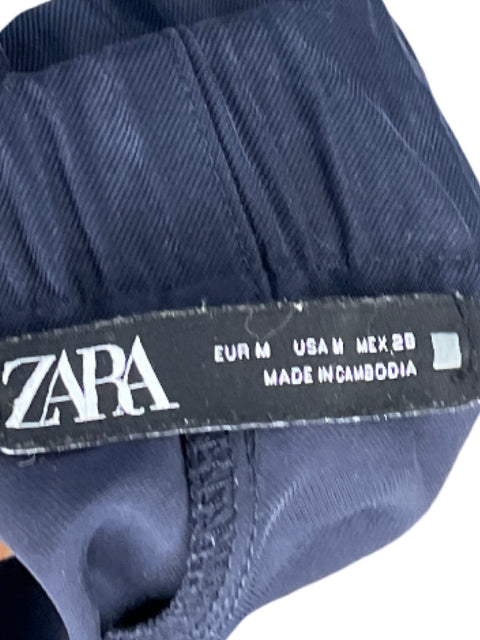 ZARA
EUR M USA M MEX 28
MADE IN CAMBODIA